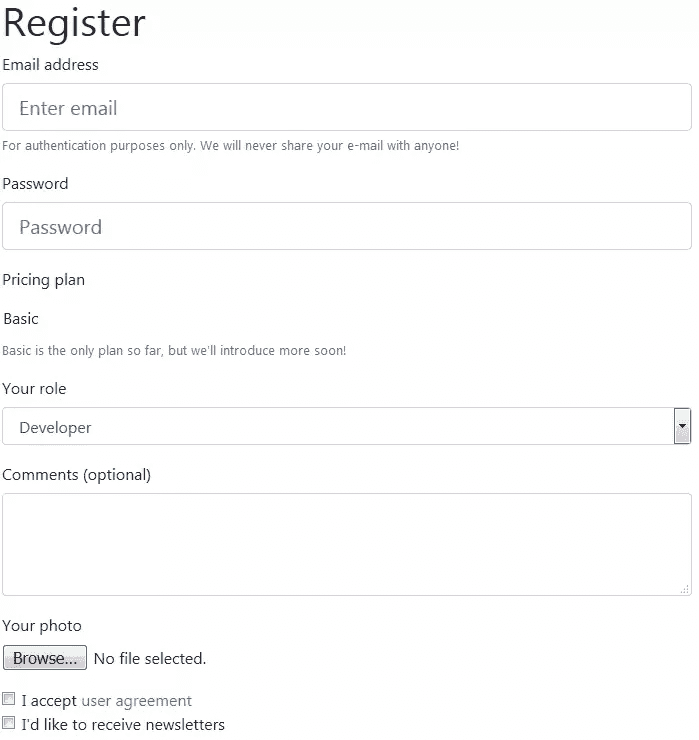 Register
Email address
Enter email
For authentication purposes only. We will never share your e-mail with anyone!
Password
Password
Pricing plan
Basic
Basic is the only plan so far, but we'll introduce more soon!
Your role
Developer
Comments (optional)
Your photo
Browse... No file selected.
I accept user agreement
I'd like to receive newsletters